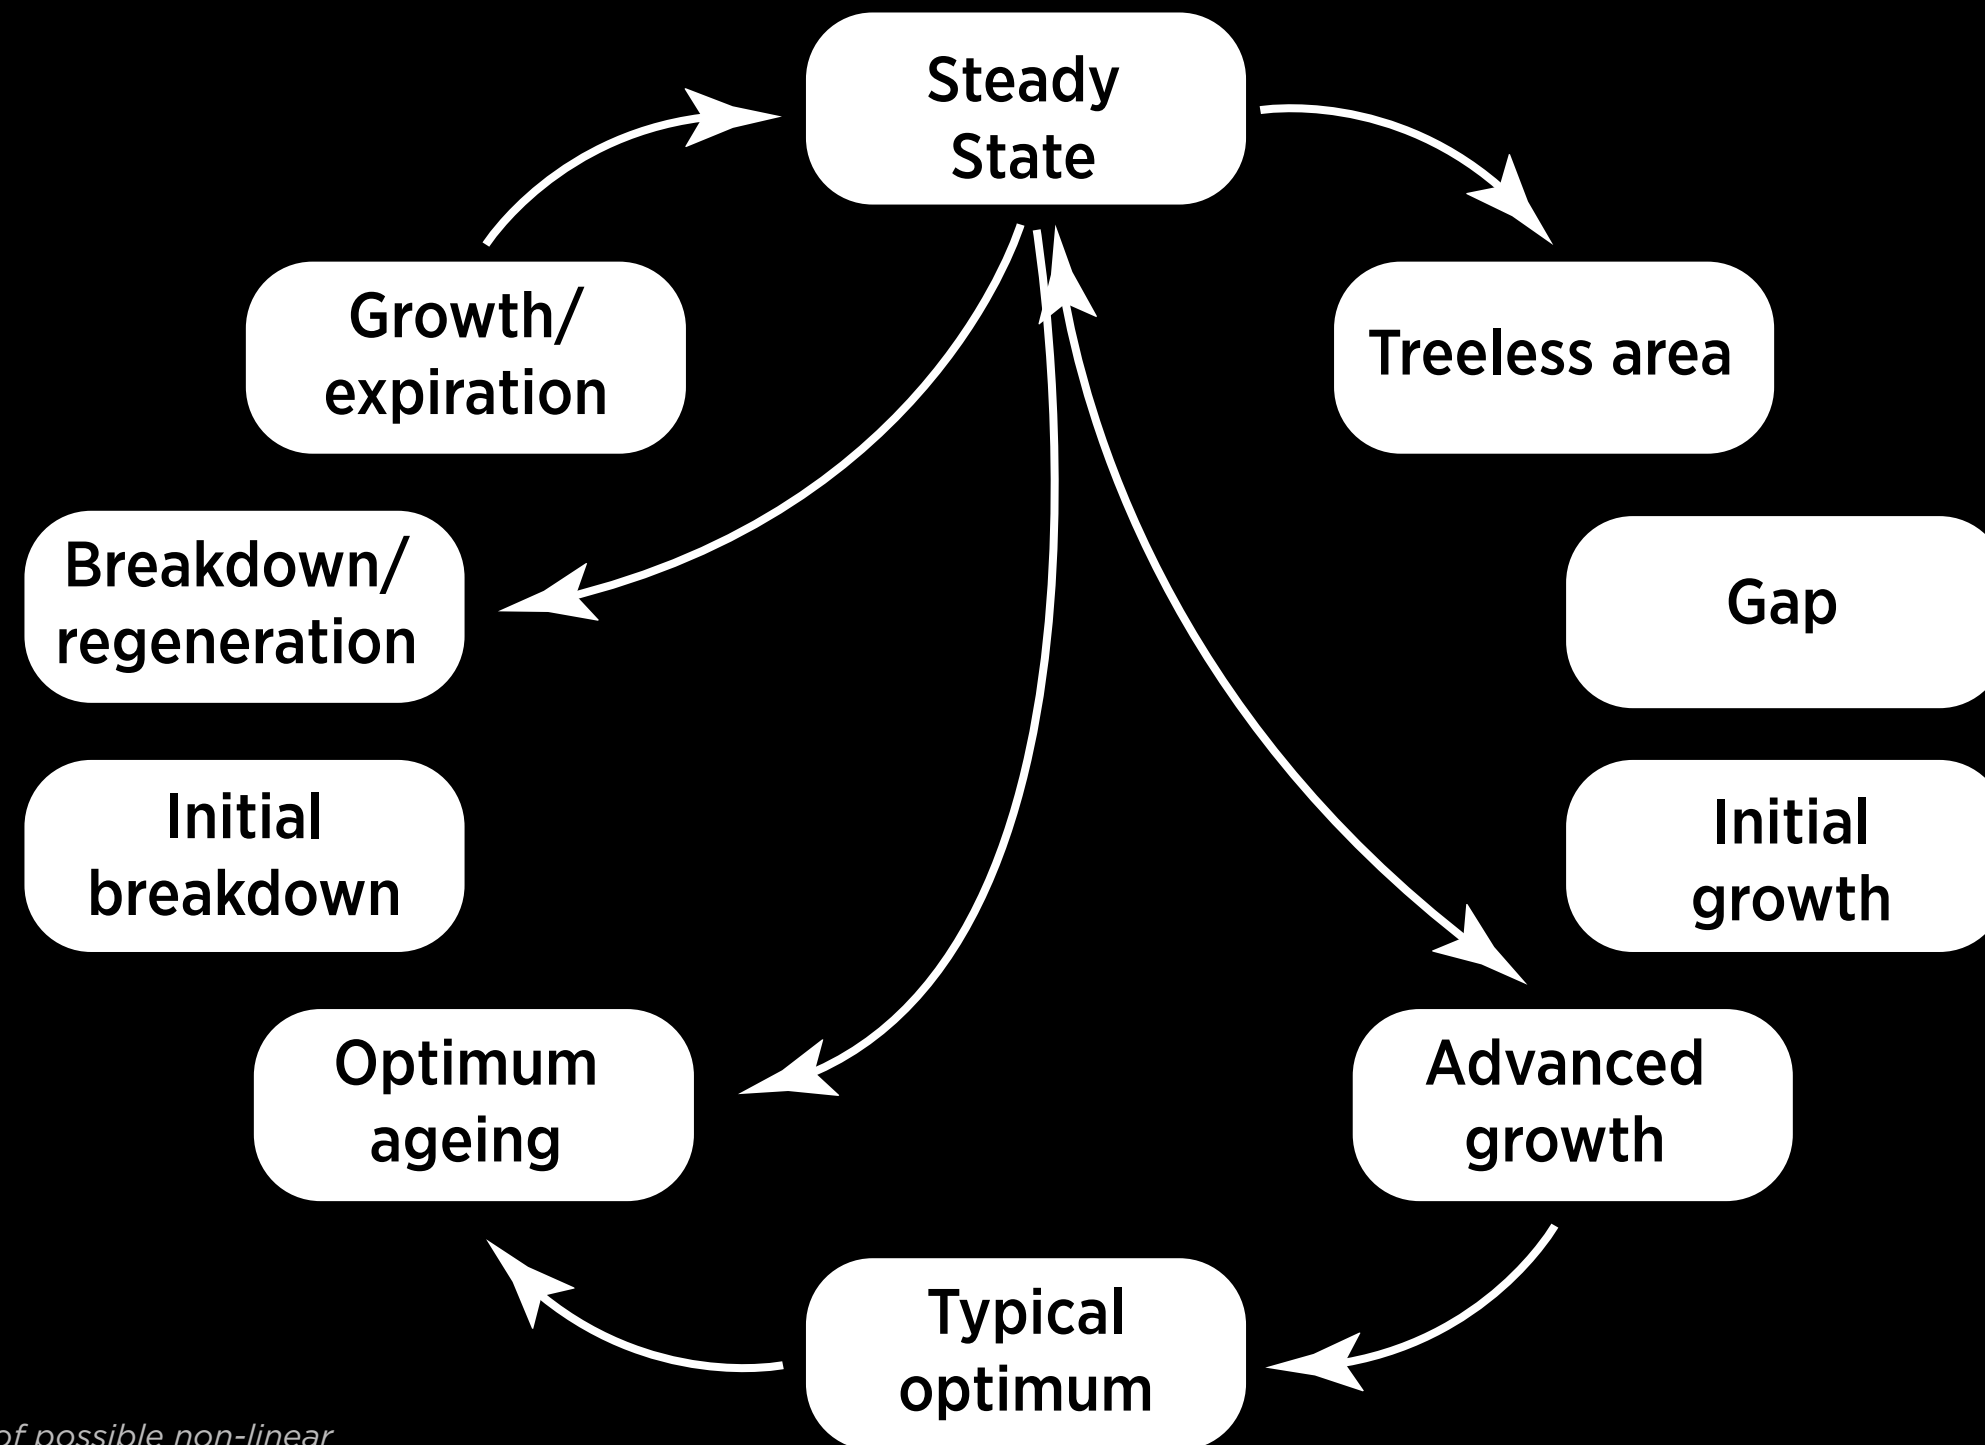 Steady
State
Growth/
expiration
Treeless area
Breakdown/
regeneration
Gap
Initial
breakdown
Initial
growth
Optimum
ageing
Advanced
growth
Typical
optimum
of possible non-linear